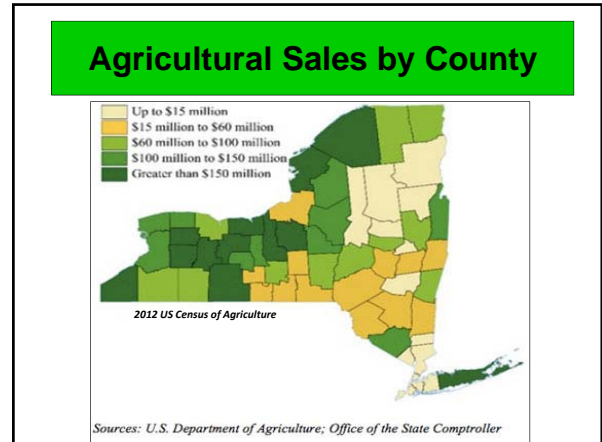 Agricultural Sales by County
Up to $15 million
$15 million to $60 million
$60 million to $100 million
$100 million to $150 million
Greater than $150 million
2012 US Census of Agriculture
Sources: U.S. Department of Agriculture; Office of the State Comptroller